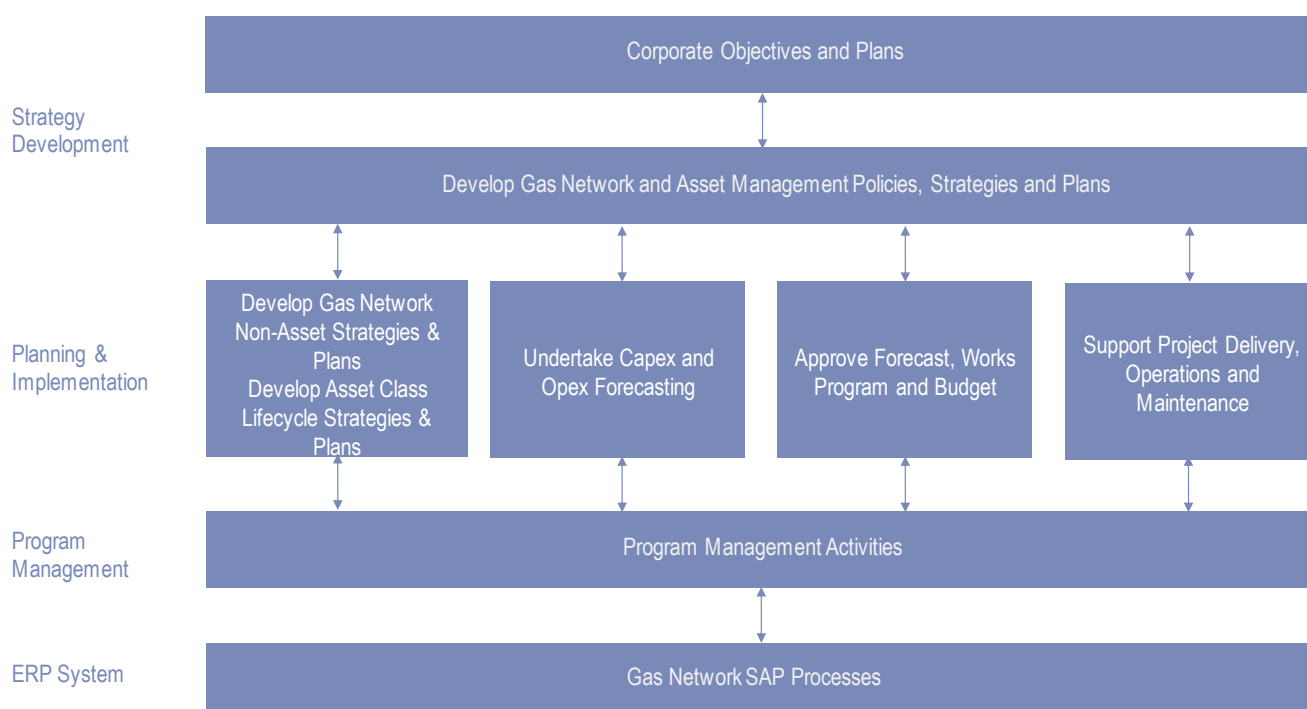 Corporate Objectives and Plans
Strategy
Development
Develop Gas Network and Asset Management Policies, Strategies and Plans
Planning &
Implementation
Develop Gas Network
Non-Asset Strategies &
Plans
Develop Asset Class
Lifecycle Strategies &
Plans
Undertake Capex and
Opex Forecasting
Approve Forecast, Works
Program and Budget
Support Project Delivery,
Operations and
Maintenance
Program
Management
Program Management Activities
ERP System
Gas Network SAP Processes